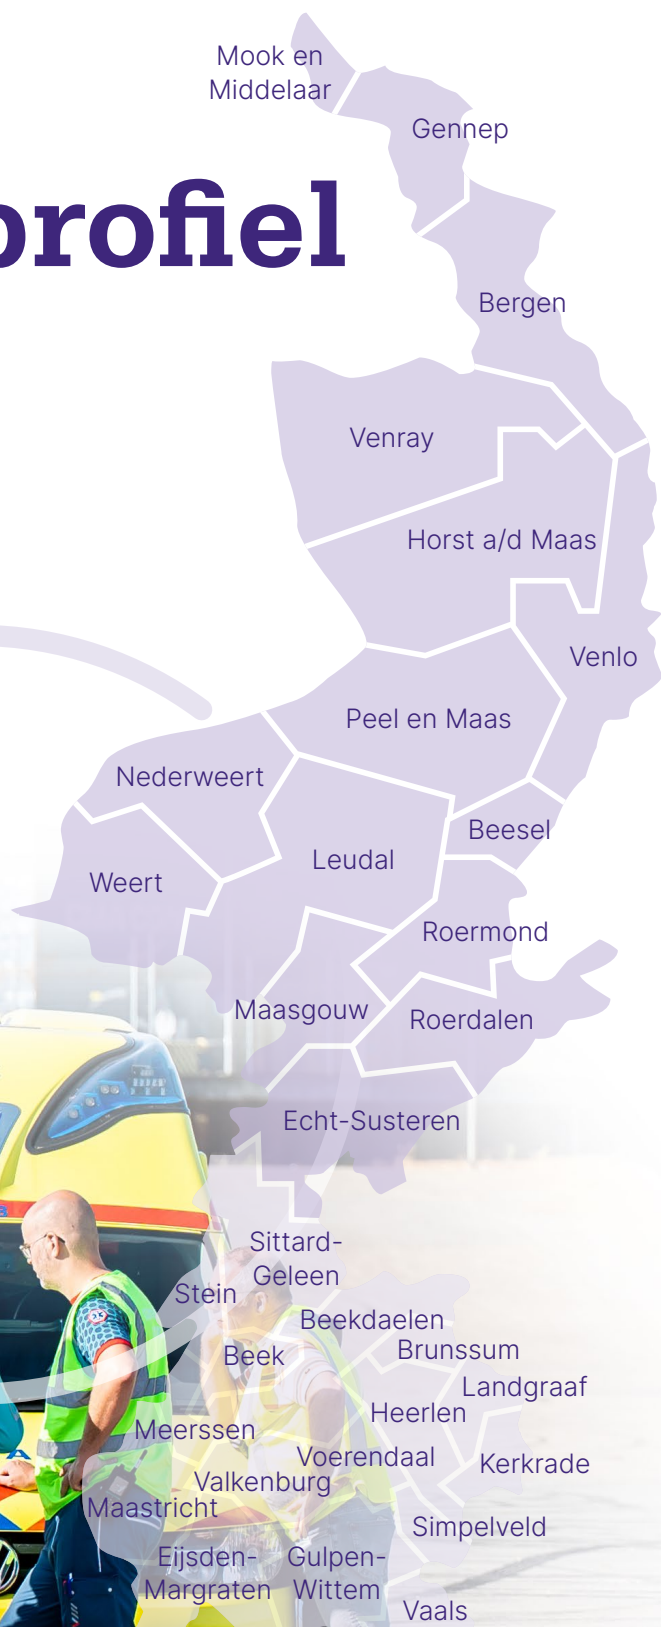 Mook en
Middelaar
Gennep
profiel
Bergen
Venray
Horst a/d Maas
Venlo
Peel en Maas
Nederweert
Beesel
Leudal
Weert
Roermond
Maasgouw
Roerdalen
Echt-Susteren
Sittard-
Geleen
Stein
Beekdaelen
Brunssum
Beek
Landgraaf
Heerlen
Meerssen
Voerendaal
Kerkrade
Valkenburg
Maastricht
Simpelveld
Eijsden-
Margraten
Gulpen-
Wittem
Vaals